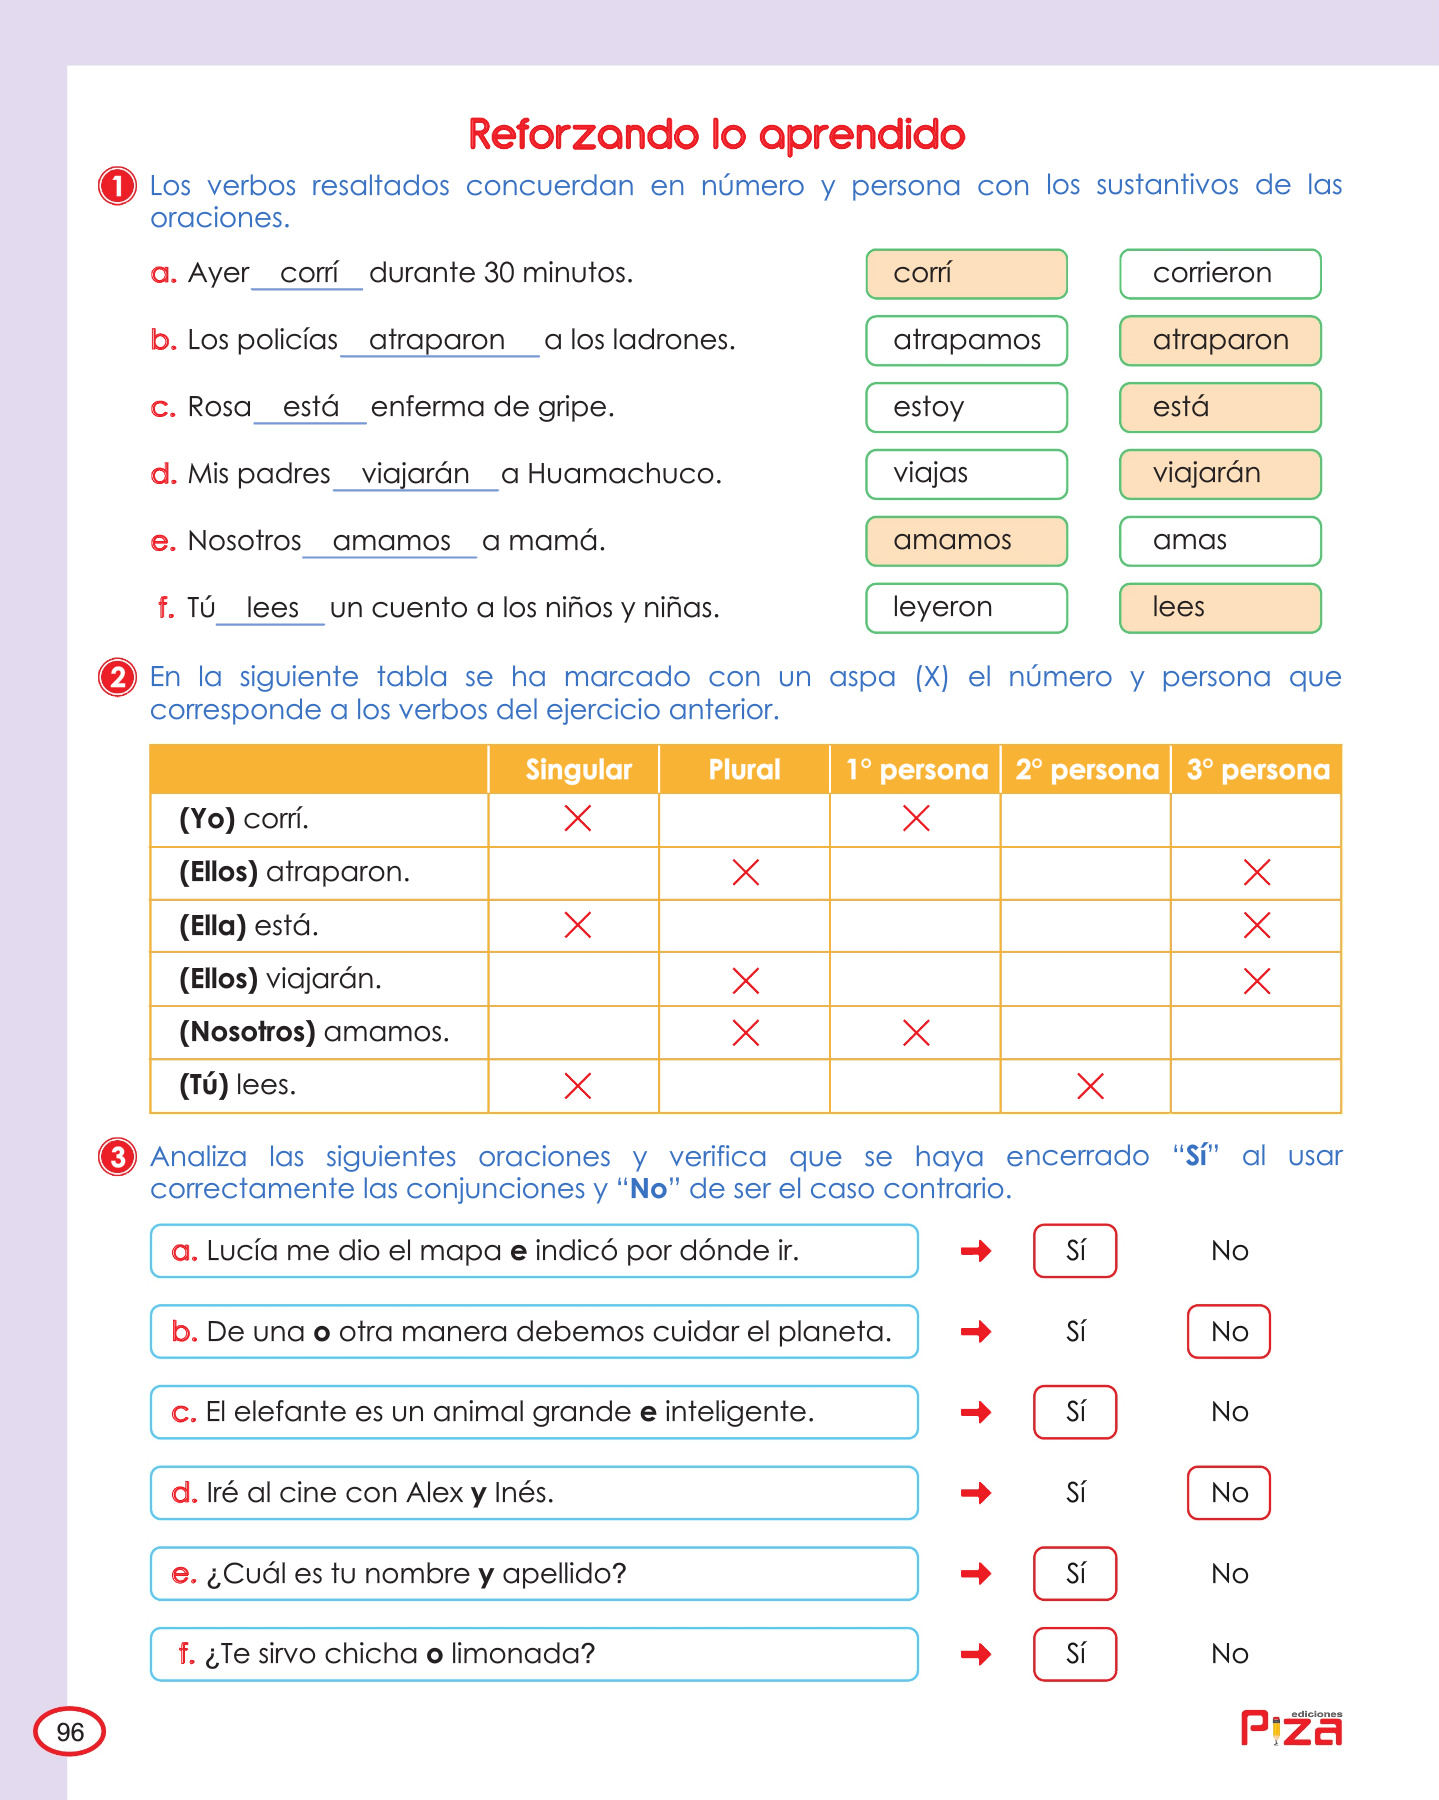 Reforzando lo aprendido
1 Los verbos resaltados concuerdan en número y persona con los sustantivos de las
oraciones.
a. Ayer corrí durante 30 minutos. corrí corrieron
b. Los policías atraparon a los ladrones. atrapamos atraparon
c. Rosa está enferma de gripe. estoy está
d. Mis padres viajarán a Huamachuco. viajas viajarán
e. Nosotros amamos a mamá. amamos amas
f. Tú lees un cuento a los niños y niñas. leyeron lees
2 En la siguiente tabla se ha marcado con un aspa (X) el número y persona que
corresponde a los verbos del ejercicio anterior.
Singular Plural 1° persona 2° persona 3° persona
(Yo) corrí. X X
(Ellos) atraparon. X X
(Ella) está. X X
(Ellos) viajarán. X X
(Nosotros) amamos. X X
(Tú) lees. X X
3 Analiza las siguientes oraciones y verifica que se haya encerrado “Sí” al usar
correctamente las conjunciones y “No” de ser el caso contrario.
a. Lucía me dio el mapa e indicó por dónde ir. Sí No
b. De una o otra manera debemos cuidar el planeta. Sí No
c. El elefante es un animal grande e inteligente. Sí No
d. Iré al cine con Alex y Inés. Sí No
e. ¿Cuál es tu nombre y apellido? Sí No
f. ¿Te sirvo chicha o limonada? Sí No
96
ediciones
Piza